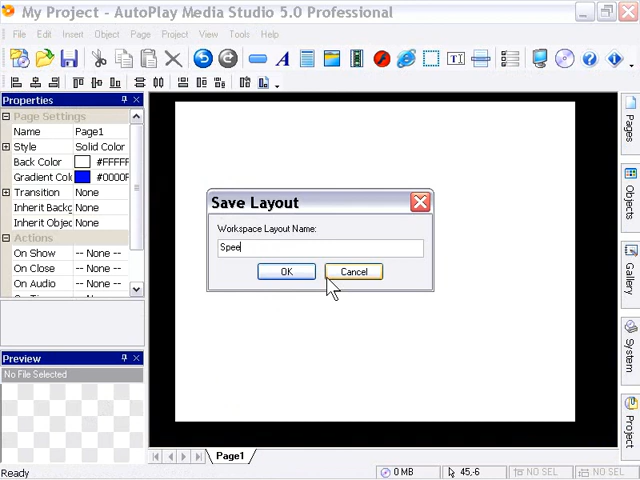 My Project - AutoPlay Media Studio 5.0 Professional
File Edit Insert Object Page Project View Tools Help
Properties
Page Settings
Name Page1
Style Solid Color
Back Color #FFFFF
Gradient Colo #0000F
Transition None
Inherit Backg None
Inherit Objec None
Actions
On Show -- None --
On Close -- None --
On Audio -- None --
Preview
No File Selected
Save Layout
Workspace Layout Name:
Spee
OK Cancel
Pages
Objects
Gallery
System
Project
Page1
Ready 0 MB 45,-6 NO SEL NO SEL